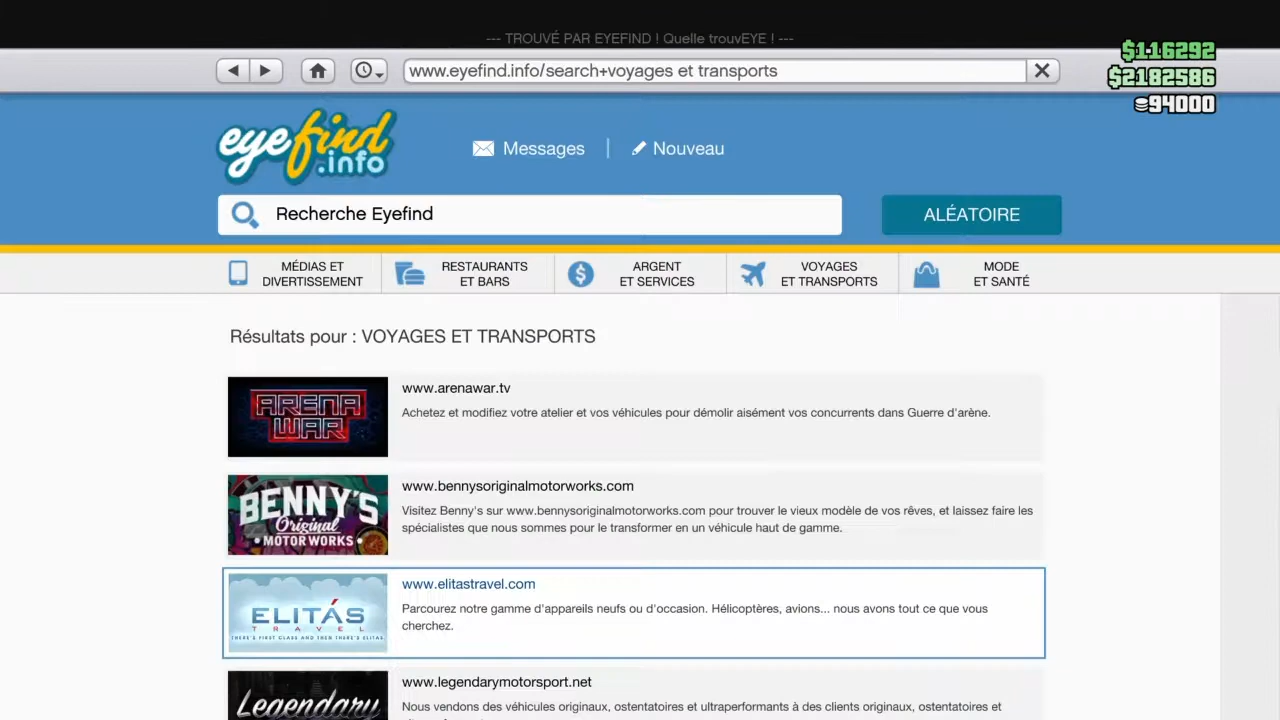 --- TROUVÉ PAR EYEFIND ! Quelle trouvEYE ! ---
$116292
www.eyefind.info/search+voyages et transports
$2182586
94000
eyefind
.info
Messages
Nouveau
Recherche Eyefind
ALÉATOIRE
MÉDIAS ET
DIVERTISSEMENT
RESTAURANTS
ET BARS
ARGENT
ET SERVICES
VOYAGES
ET TRANSPORTS
MODE
ET SANTÉ
Résultats pour : VOYAGES ET TRANSPORTS
ARENA
WAR
www.arenawar.tv
Achetez et modifiez votre atelier et vos véhicules pour démolir aisément vos concurrents dans Guerre d'arène.
BENNY'S
Original
MOTOR WORKS
www.bennysoriginalmotorworks.com
Visitez Benny's sur www.bennysoriginalmotorworks.com pour trouver le vieux modèle de vos rêves, et laissez faire les
spécialistes que nous sommes pour le transformer en un véhicule haut de gamme.
ELITÁS
TRAVEL
THERE'S FIRST CLASS AND THEN THERE'S ELITAS
www.elitastravel.com
Parcourez notre gamme d'appareils neufs ou d'occasion. Hélicoptères, avions... nous avons tout ce que vous
cherchez.
Legendary
www.legendarymotorsport.net
Nous vendons des véhicules originaux, ostentatoires et ultraperformants à des clients originaux, ostentatoires et